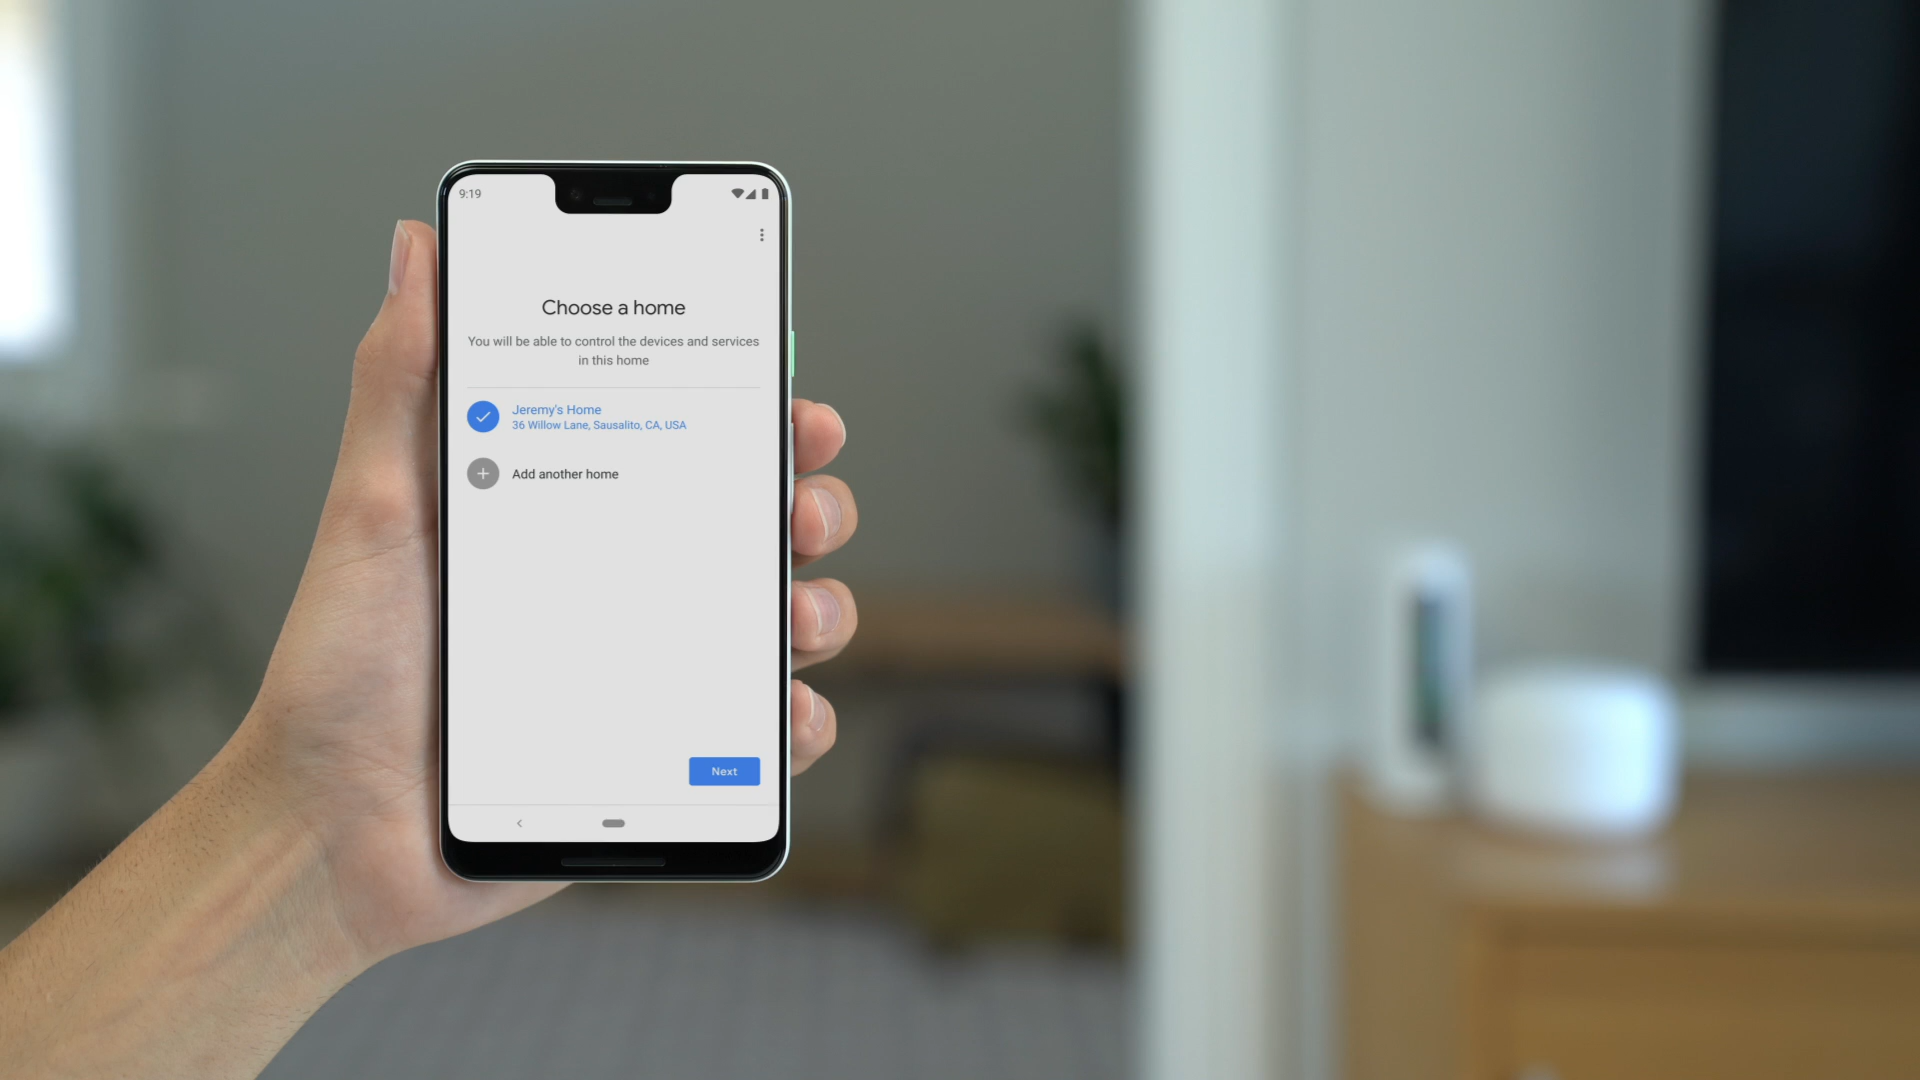 9:19
Choose a home
You will be able to control the devices and services
in this home
Jeremy's Home
36 Willow Lane, Sausalito, CA, USA
Add another home
Next